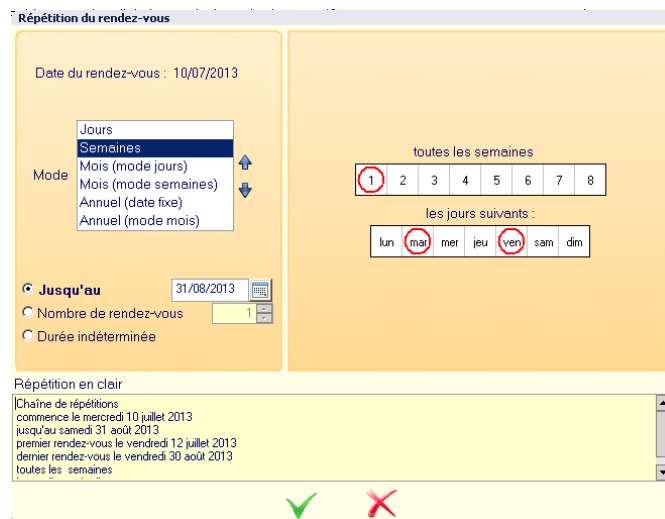 Répétition du rendez-vous
Date du rendez-vous : 10/07/2013
Mode
Jours
Semaines
Mois (mode jours)
Mois (mode semaines)
Annuel (date fixe)
Annuel (mode mois)
Jusqu'au 31/08/2013
Nombre de rendez-vous 1
Durée indéterminée
toutes les semaines
1 2 3 4 5 6 7 8
les jours suivants :
lun mar mer jeu ven sam dim
Répétition en clair
Chaîne de répétitions
commence le mercredi 10 juillet 2013
jusqu'au samedi 31 août 2013
premier rendez-vous le vendredi 12 juillet 2013
dernier rendez-vous le vendredi 30 août 2013
toutes les semaines